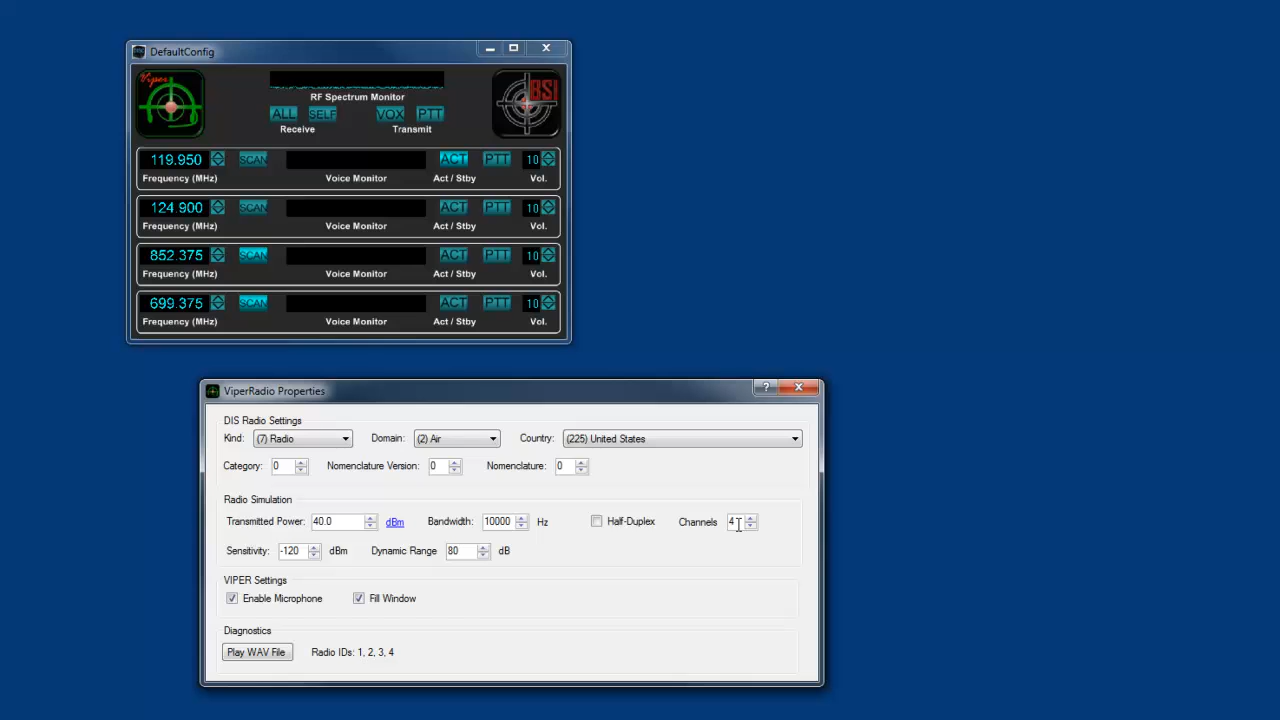 DefaultConfig
Viper
BSI
RF Spectrum Monitor
ALL SELF VOX PTT
Receive Transmit
119.950 SCAN ACT PTT 10
Frequency (MHz) Voice Monitor Act / Stby Vol.
124.900 SCAN ACT PTT 10
Frequency (MHz) Voice Monitor Act / Stby Vol.
852.375 SCAN ACT PTT 10
Frequency (MHz) Voice Monitor Act / Stby Vol.
699.375 SCAN ACT PTT 10
Frequency (MHz) Voice Monitor Act / Stby Vol.
ViperRadio Properties ?
DIS Radio Settings
Kind: (7) Radio Domain: (2) Air Country: (225) United States
Category: 0 Nomenclature Version: 0 Nomenclature: 0
Radio Simulation
Transmitted Power: 40.0 dBm Bandwidth: 10000 Hz Half-Duplex Channels 4
Sensitivity: -120 dBm Dynamic Range 80 dB
VIPER Settings
Enable Microphone Fill Window
Diagnostics
Play WAV File Radio IDs: 1, 2, 3, 4